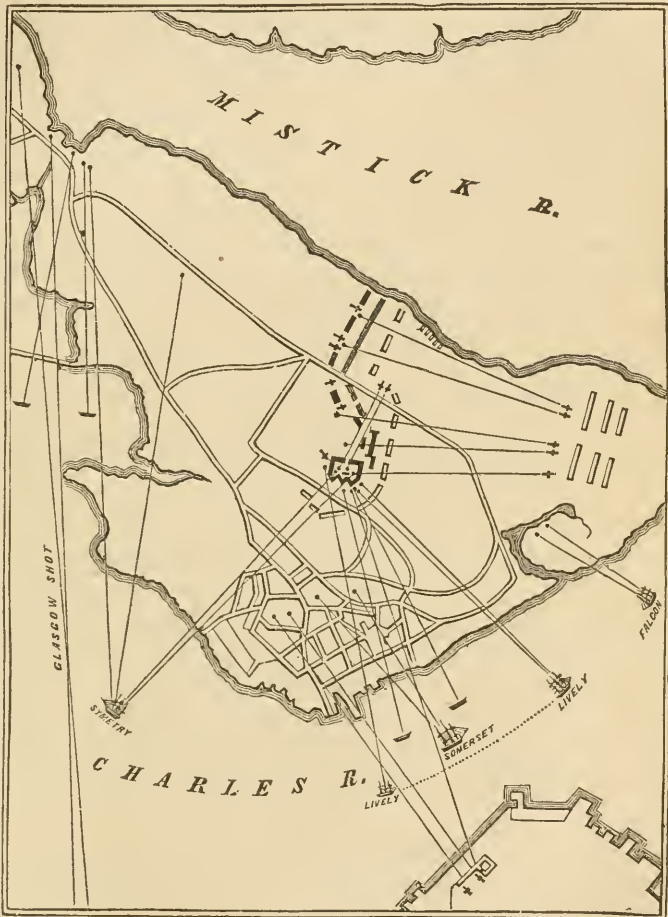 MISTICK R.
GLASGOW SHOT
FALCON
LIVELY
SYMETRY
SOMERSET
CHARLES R.
LIVELY